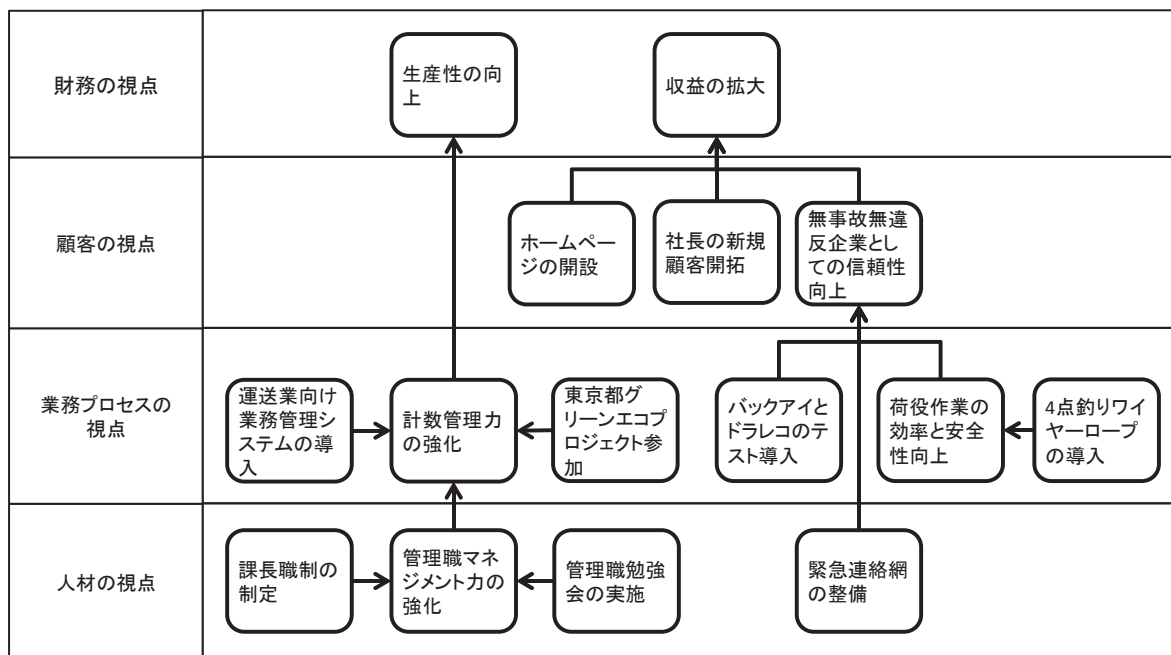 財務の視点
生産性の向
上
収益の拡大
顧客の視点
ホームペー
ジの開設
社長の新規
顧客開拓
無事故無違
反企業とし
ての信頼性
向上
業務プロセスの
視点
運送業向け
業務管理シ
ステムの導
入
計数管理力
の強化
東京都グ
リーンエコプ
ロジェクト参
加
バックアイと
ドラレコのテ
スト導入
荷役作業の
効率と安全
性向上
4点釣りワイ
ヤーロープ
の導入
人材の視点
課長職制の
制定
管理職マネ
ジメント力の
強化
管理職勉強
会の実施
緊急連絡網
の整備